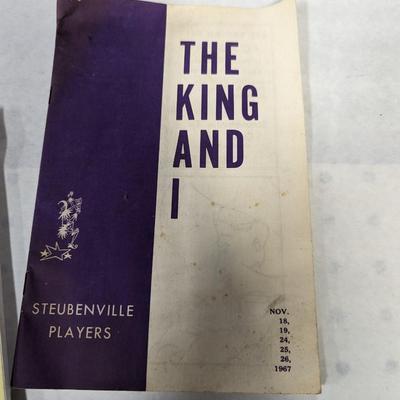 THE
KING
AND
I
STEUBENVILLE
PLAYERS
NOV.
18,
19,
24,
25,
26,
1967